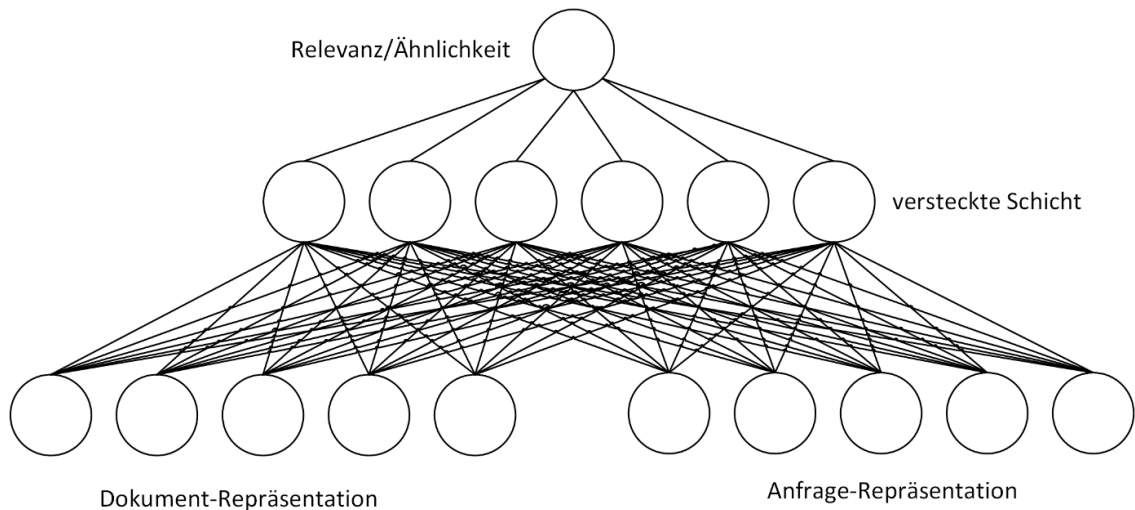 Relevanz/Ähnlichkeit
versteckte Schicht
Dokument-Repräsentation
Anfrage-Repräsentation